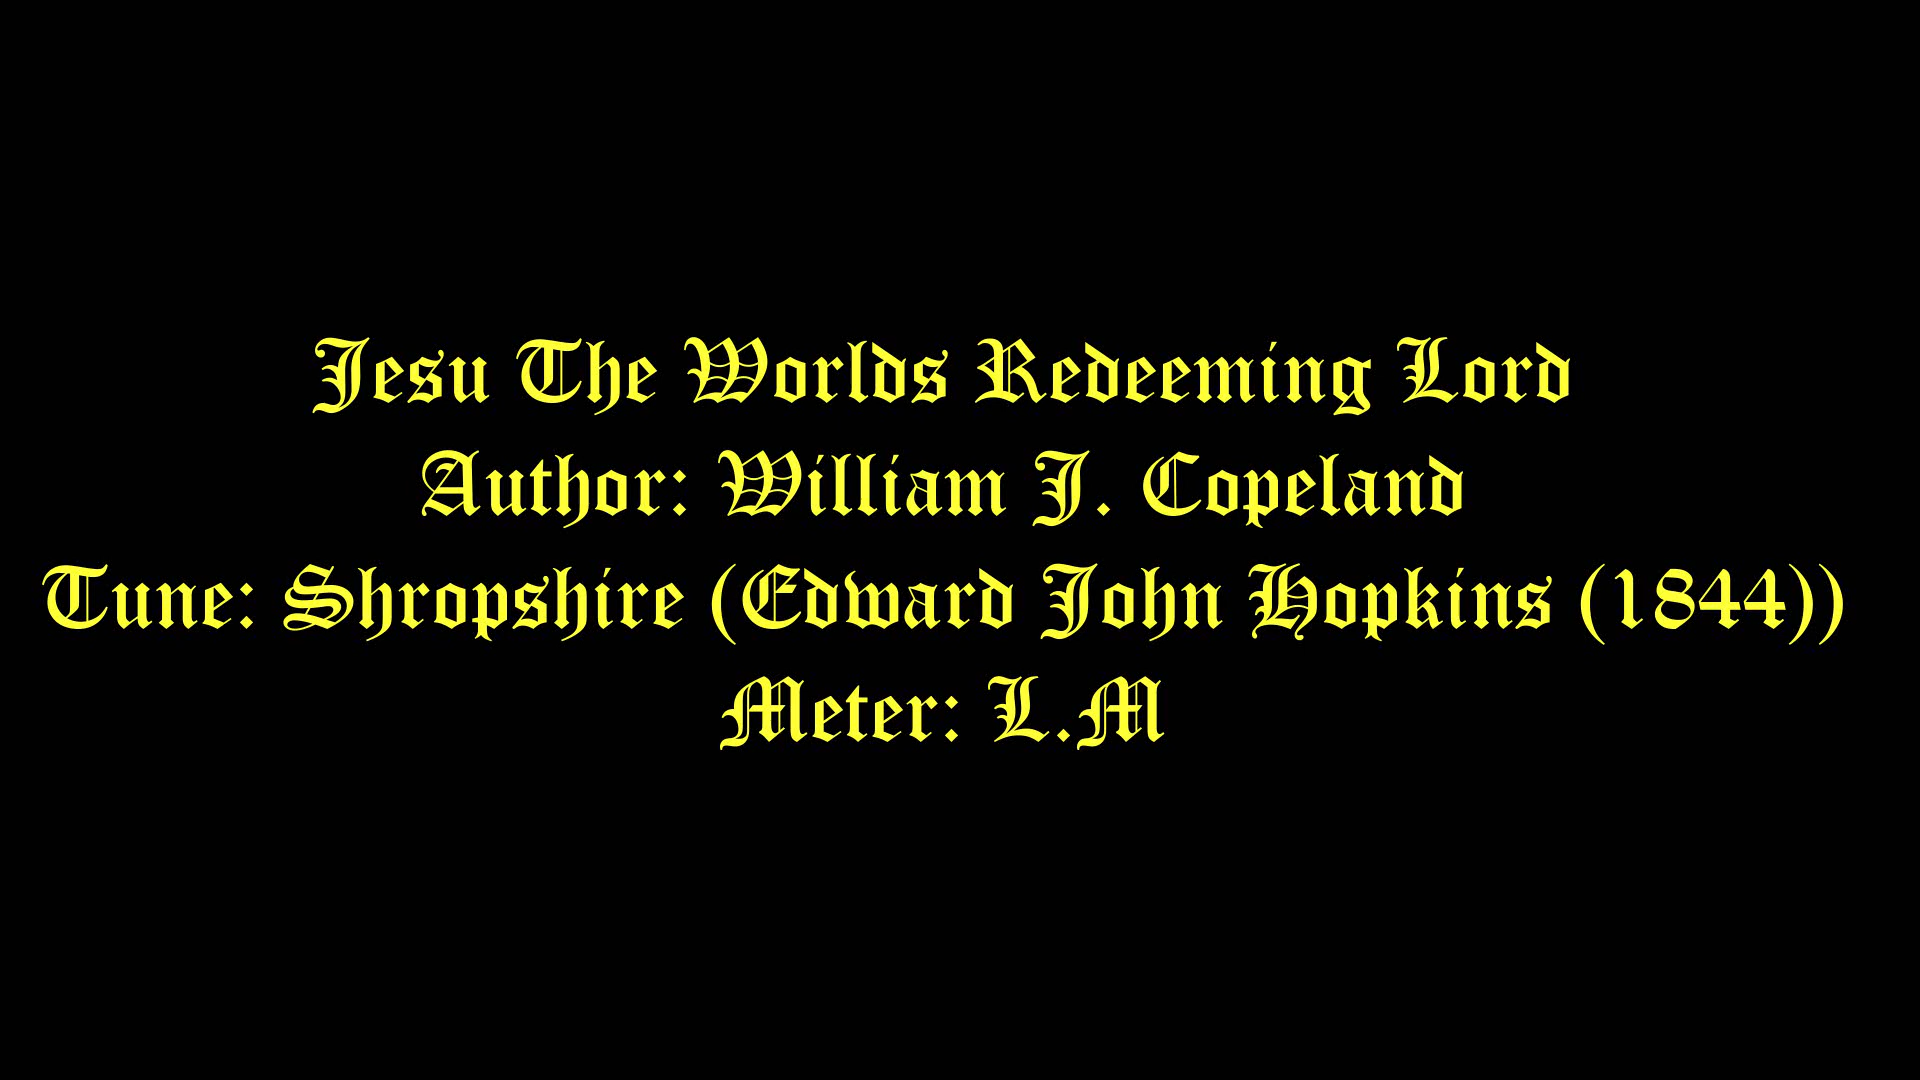 Jesu The Worlds Redeeming Lord
Author: William J. Copeland
Tune: Shropshire (Edward John Hopkins (1844))
Meter: L.M